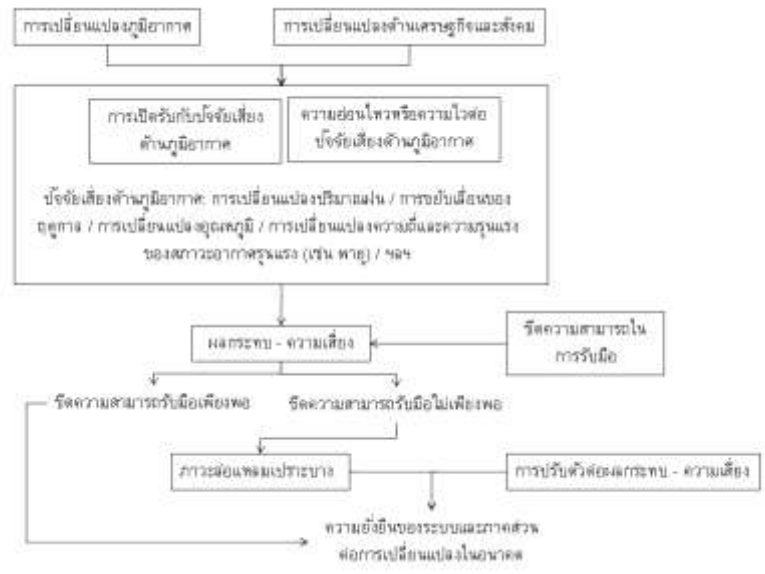 การเปลี่ยนแปลงภูมิอากาศ
การเปลี่ยนแปลงด้านเศรษฐกิจและสังคม
การเปิดรับกับปัจจัยเสี่ยง
ด้านภูมิอากาศ
ความอ่อนไหวหรือความไวต่อ
ปัจจัยเสี่ยงด้านภูมิอากาศ
ปัจจัยเสี่ยงด้านภูมิอากาศ: การเปลี่ยนแปลงปริมาณฝน / การขยับเลื่อนของ
ฤดูกาล / การเปลี่ยนแปลงอุณหภูมิ / การเปลี่ยนแปลงความถี่และความรุนแรง
ของสภาวะอากาศรุนแรง (เช่น พายุ) / ฯลฯ
ผลกระทบ - ความเสี่ยง
ขีดความสามารถใน
การรับมือ
ขีดความสามารถรับมือเพียงพอ
ขีดความสามารถรับมือไม่เพียงพอ
ภาวะล่อแหลมเปราะบาง
การปรับตัวต่อผลกระทบ - ความเสี่ยง
ความยั่งยืนของระบบและภาคส่วน
ต่อการเปลี่ยนแปลงในอนาคต